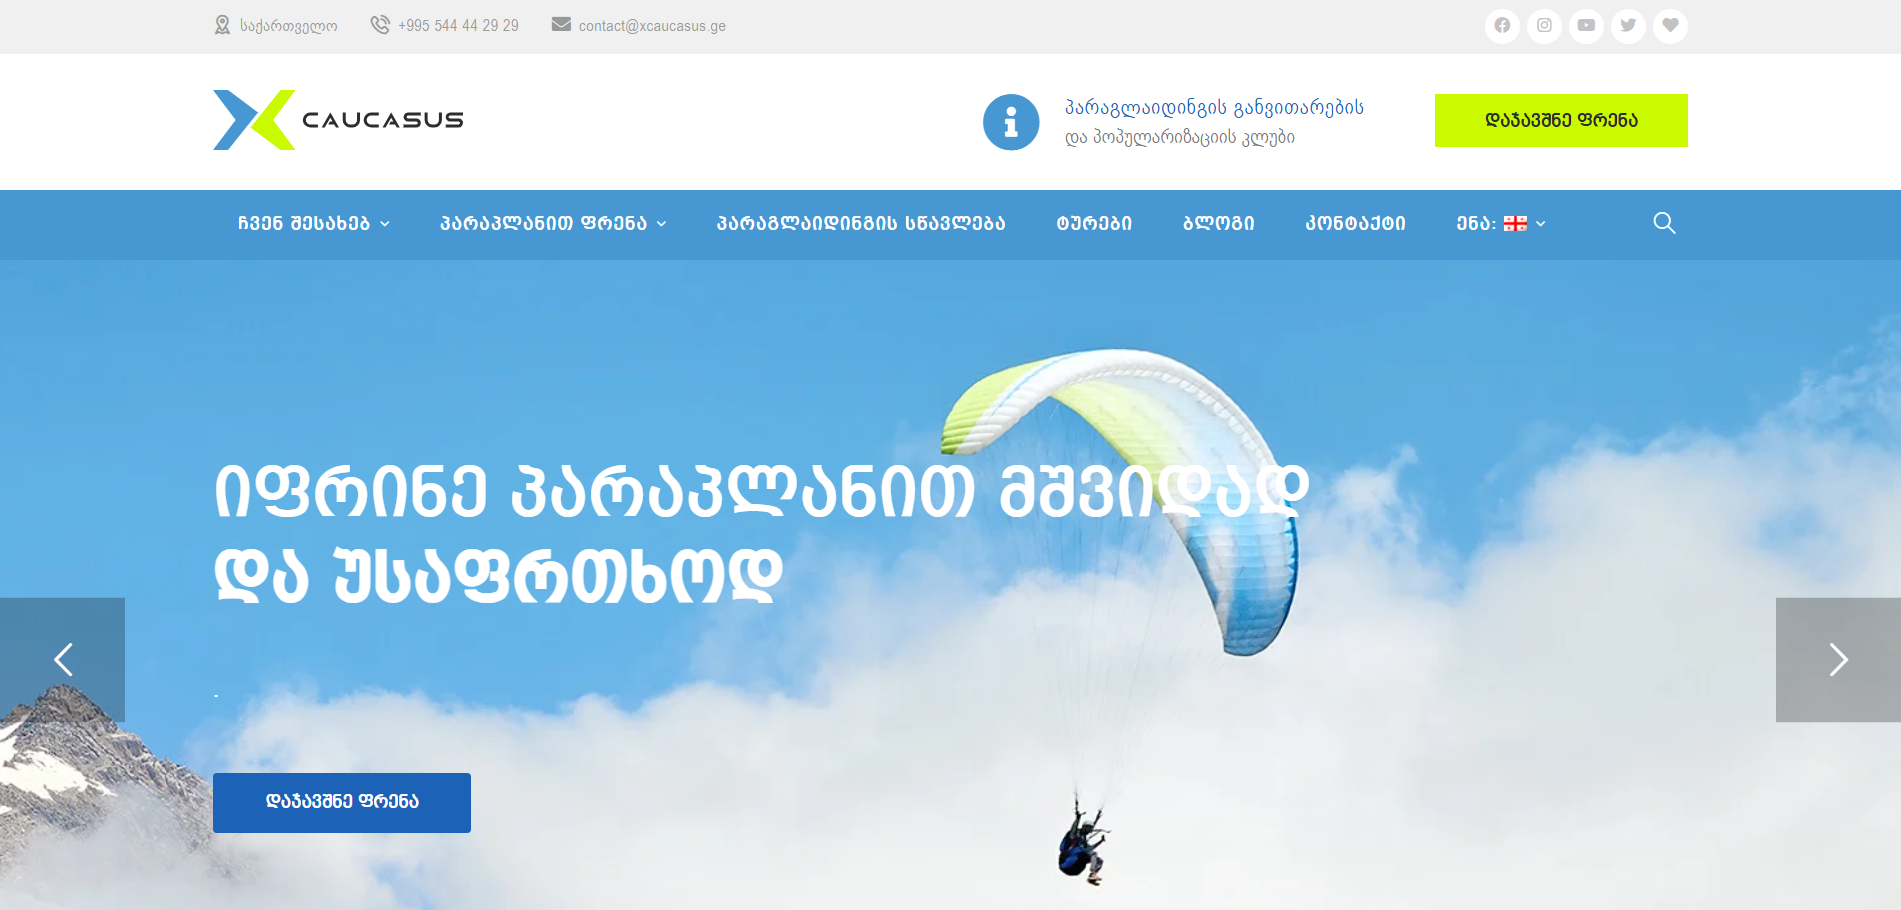 საქართველო
+995 544 44 29 29
contact@xcaucasus.ge
CAUCASUS
პარაგლაიდინგის განვითარების
და პოპულარიზაციის კლუბი
დაჯავშნე ფრენა
ჩვენ შესახებ
პარაპლანით ფრენა
პარაგლაიდინგის სწავლება
ტურები
ბლოგი
კონტაქტი
ენა:
იფრინე პარაპლანით მშვიდად
და უსაფრთხოდ
.
დაჯავშნე ფრენა